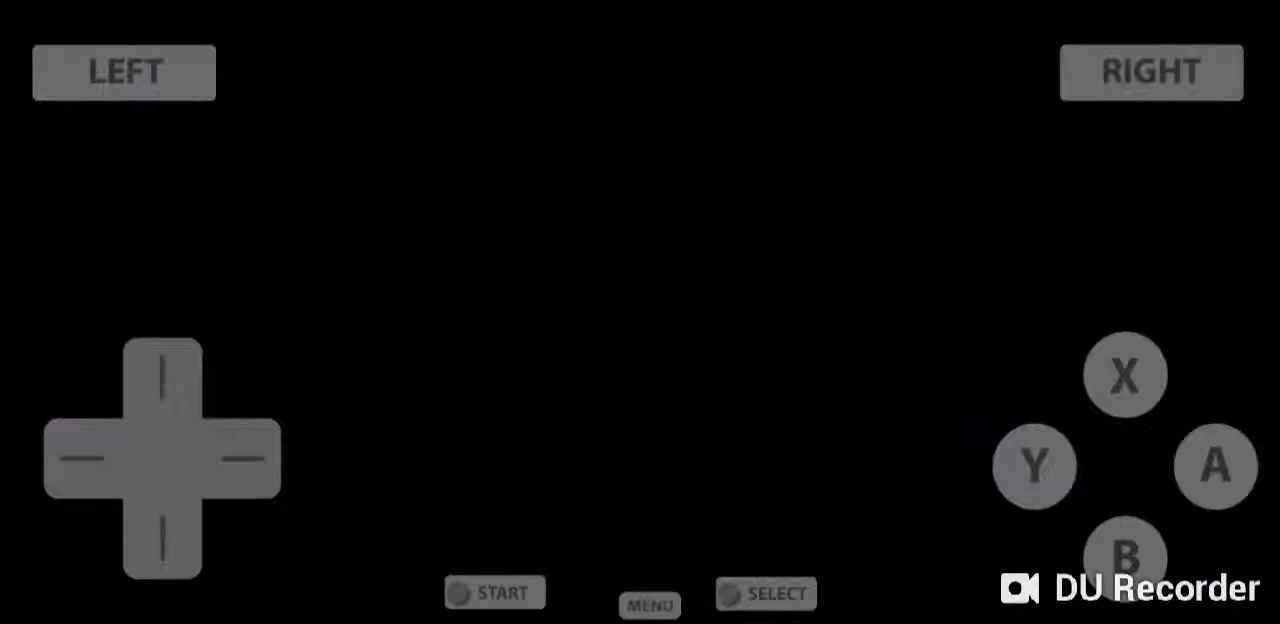 LEFT
RIGHT
X
Y
A
B
START
SELECT
MENU
DU Recorder